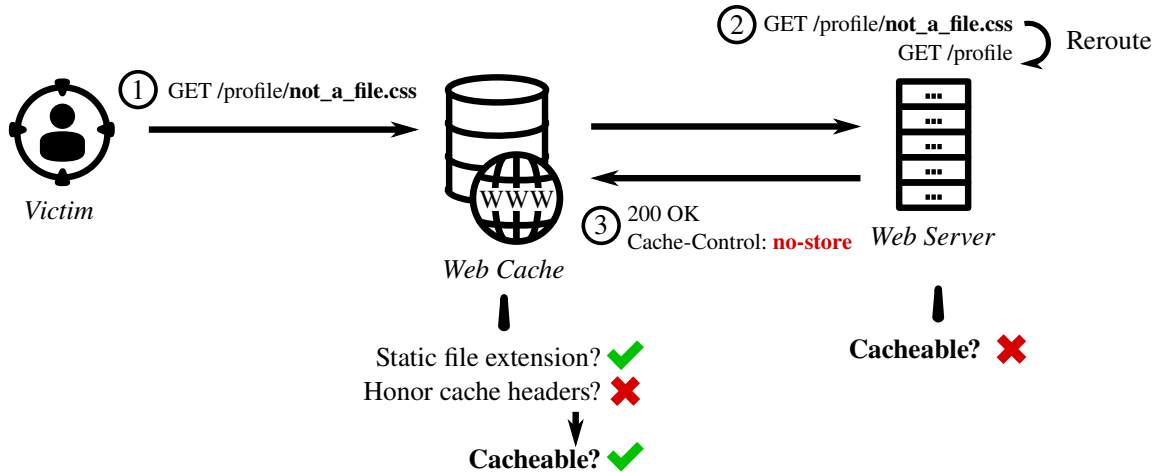 1 GET /profile/not_a_file.css
2 GET /profile/not_a_file.css
GET /profile
Reroute
Victim
WWW
Web Cache
3 200 OK
Cache-Control: no-store
Web Server
Static file extension?
Honor cache headers?
Cacheable?
Cacheable?